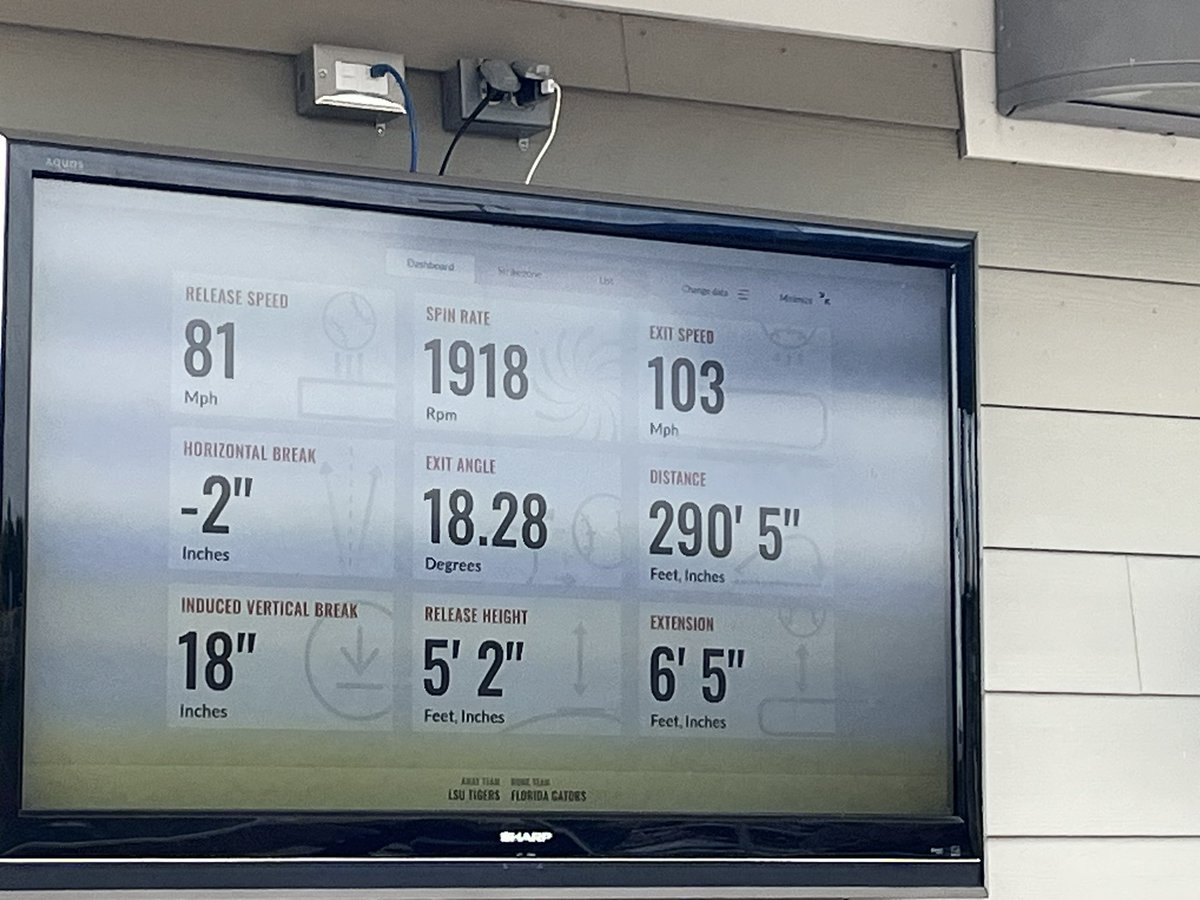 AQUOS
Dashboard Strikezone List Change data Minimize
RELEASE SPEED
81
Mph
SPIN RATE
1918
Rpm
EXIT SPEED
103
Mph
HORIZONTAL BREAK
-2"
Inches
EXIT ANGLE
18.28
Degrees
DISTANCE
290' 5"
Feet, Inches
INDUCED VERTICAL BREAK
18"
Inches
RELEASE HEIGHT
5' 2"
Feet, Inches
EXTENSION
6' 5"
Feet, Inches
AWAY TEAM HOME TEAM
LSU TIGERS FLORIDA GATORS
SHARP